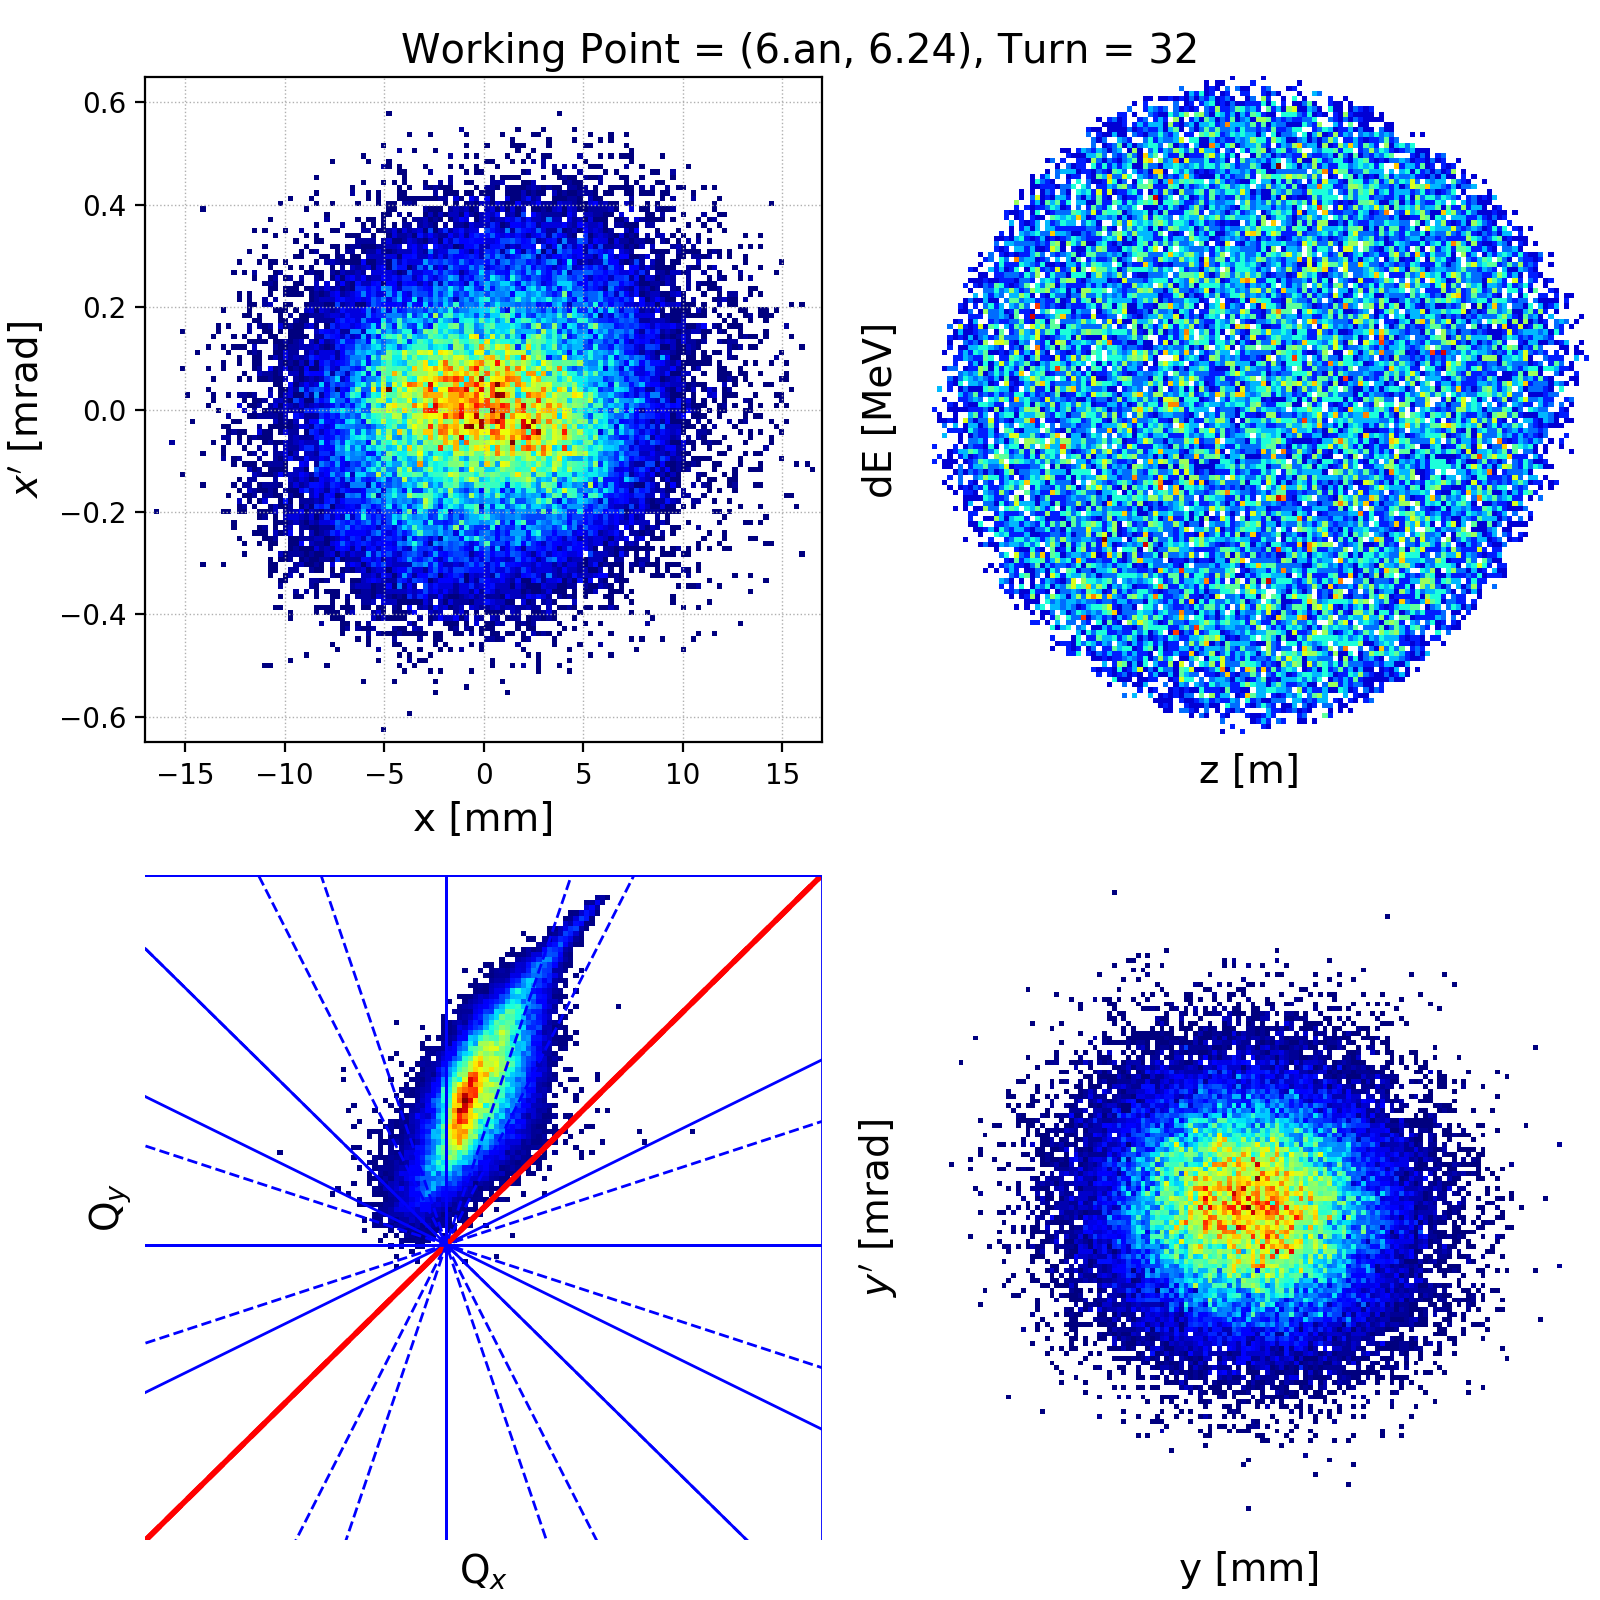 Working Point = (6.an, 6.24), Turn = 32
0.6
0.4
0.2
0.0
−0.2
−0.4
−0.6
x′ [mrad]
−15 −10 −5 0 5 10 15
x [mm]
dE [MeV]
z [m]
Qy
Qx
y′ [mrad]
y [mm]